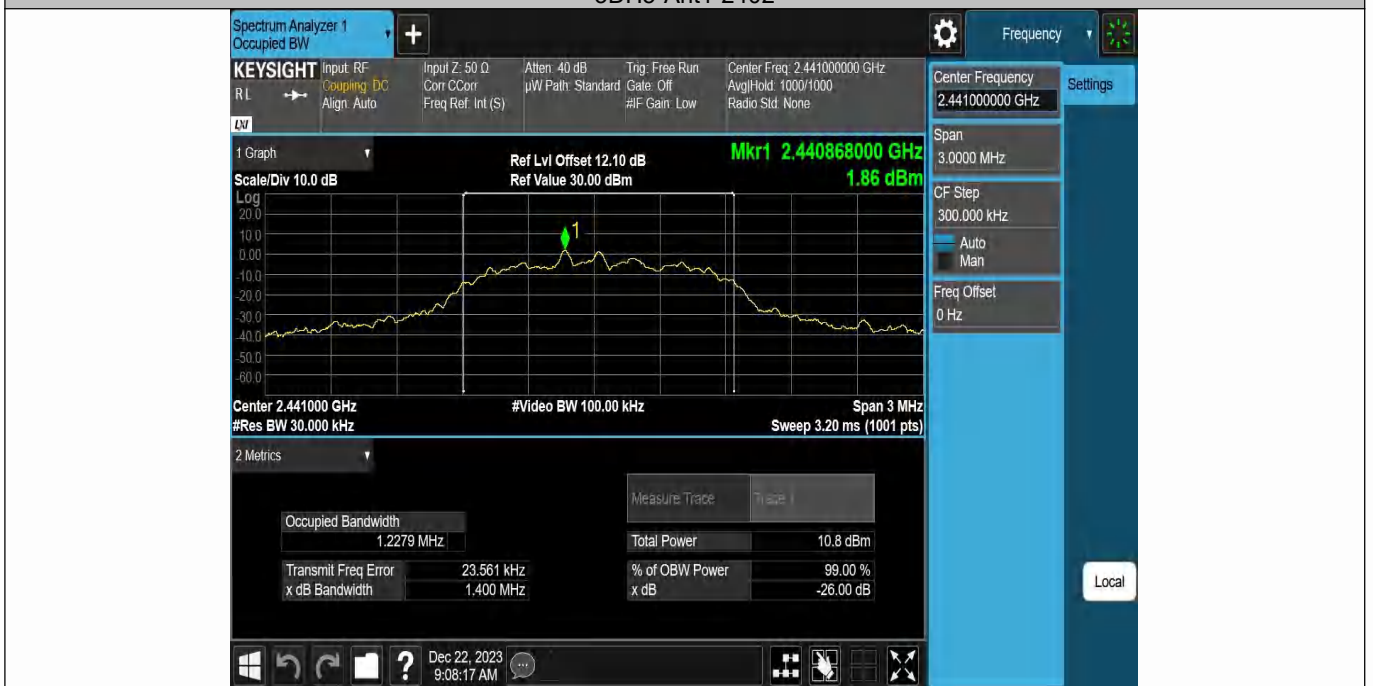 Spectrum Analyzer 1
Occupied BW
Frequency
KEYSIGHT
RL
LXI
Input: RF
Coupling: DC
Align: Auto
Input Z: 50 Ω
Corr CCorr
Freq Ref: Int (S)
Atten: 40 dB
µW Path: Standard
Trig: Free Run
Gate: Off
#IF Gain: Low
Center Freq: 2.441000000 GHz
Avg|Hold: 1000/1000
Radio Std: None
Center Frequency
2.441000000 GHz
Settings
Span
3.0000 MHz
CF Step
300.000 kHz
Auto
Man
Freq Offset
0 Hz
Local
1 Graph
Scale/Div 10.0 dB
Ref Lvl Offset 12.10 dB
Ref Value 30.00 dBm
Mkr1 2.440868000 GHz
1.86 dBm
Log
20.0
10.0
0.00
-10.0
-20.0
-30.0
-40.0
-50.0
-60.0
1
Center 2.441000 GHz
#Res BW 30.000 kHz
#Video BW 100.00 kHz
Span 3 MHz
Sweep 3.20 ms (1001 pts)
2 Metrics
Measure Trace
Trace 1
Occupied Bandwidth
1.2279 MHz
Total Power
10.8 dBm
Transmit Freq Error
23.561 kHz
% of OBW Power
99.00 %
x dB Bandwidth
1.400 MHz
x dB
-26.00 dB
Dec 22, 2023
9:08:17 AM